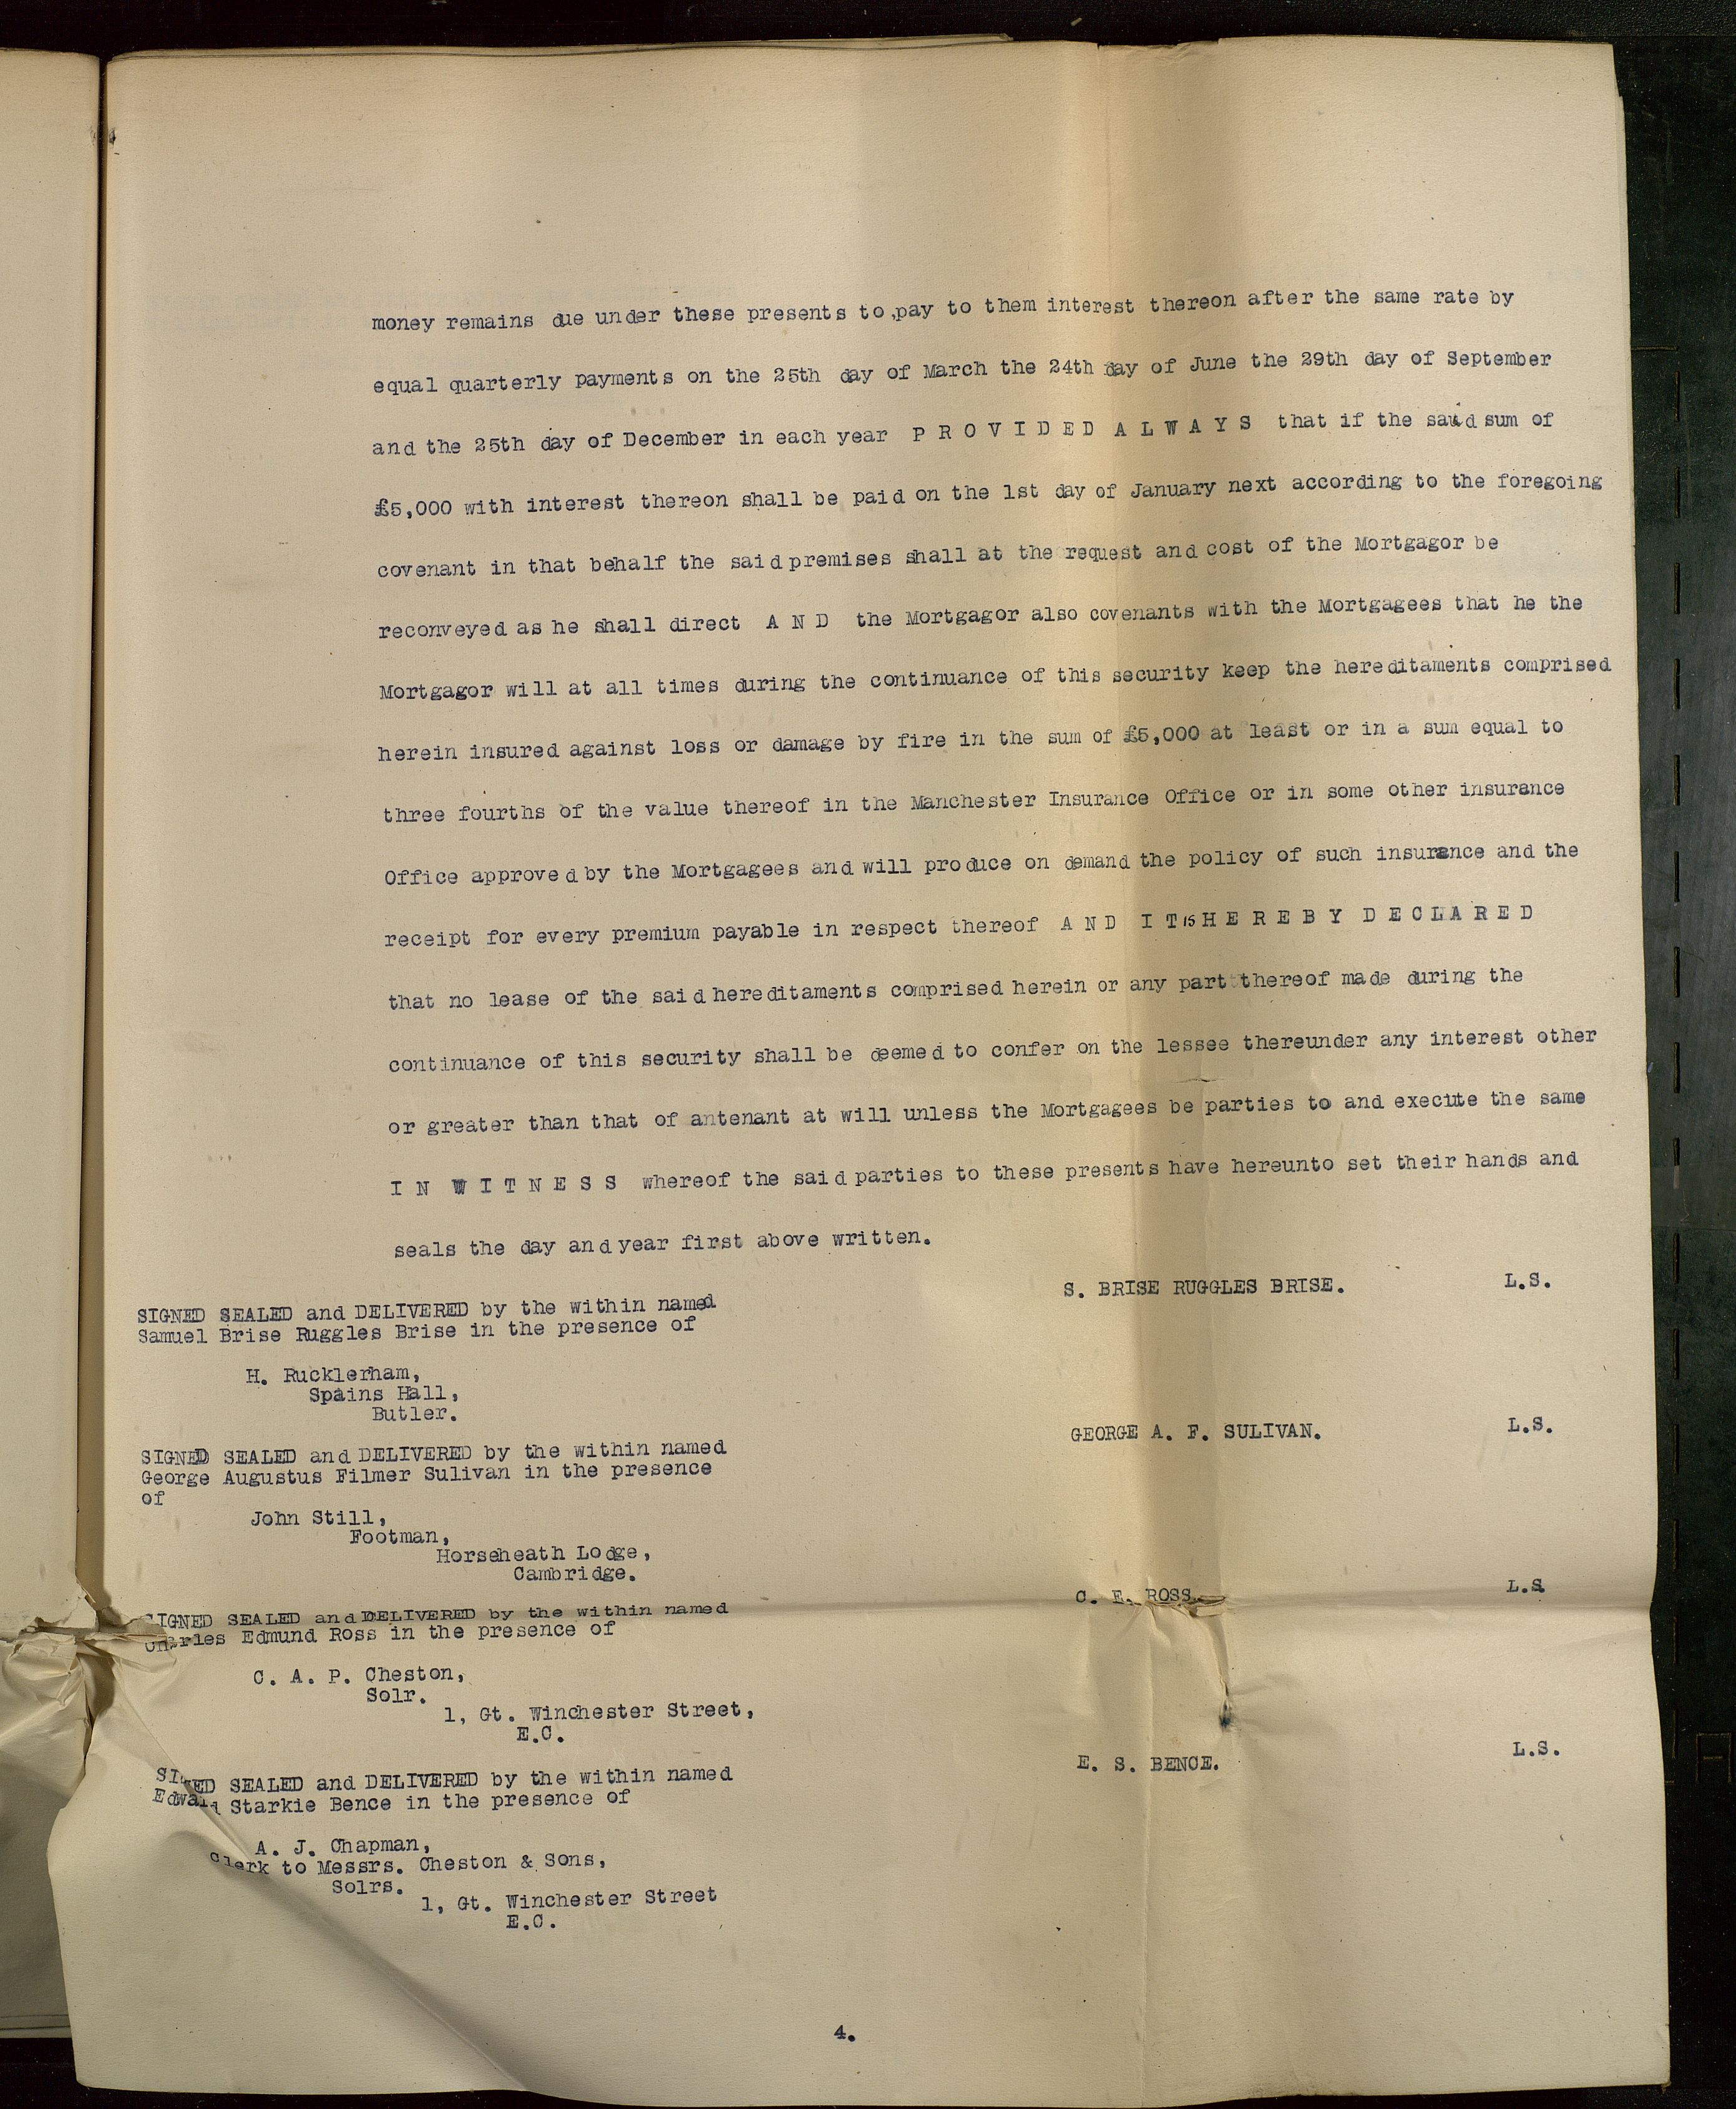 money remains due under these presents to,pay to them interest thereon after the same rate by
equal quarterly payments on the 25th day of March the 24th day of June the 29th day of September
and the 25th day of December in each year P R O V I D E D A L W A Y S that if the said sum of
£5,000 with interest thereon shall be paid on the 1st day of January next according to the foregoing
covenant in that behalf the said premises shall at the request and cost of the Mortgagor be
reconveyed as he shall direct A N D the Mortgagor also covenants with the Mortgagees that he the
Mortgagor will at all times during the continuance of this security keep the hereditaments comprised
herein insured against loss or damage by fire in the sum of £5,000 at least or in a sum equal to
three fourths of the value thereof in the Manchester Insurance Office or in some other insurance
Office approved by the Mortgagees and will produce on demand the policy of such insurance and the
receipt for every premium payable in respect thereof A N D I T is H E R E B Y D E C L A R E D
that no lease of the said hereditaments comprised herein or any part thereof made during the
continuance of this security shall be deemed to confer on the lessee thereunder any interest other
or greater than that of antenant at will unless the Mortgagees be parties to and execute the same
I N W I T N E S S whereof the said parties to these presents have hereunto set their hands and
seals the day and year first above written.
S. BRISE RUGGLES BRISE. L.S.
SIGNED SEALED and DELIVERED by the within named
Samuel Brise Ruggles Brise in the presence of
H. Rucklerham,
Spains Hall,
Butler.
GEORGE A. F. SULIVAN. L.S.
SIGNED SEALED and DELIVERED by the within named
George Augustus Filmer Sulivan in the presence
of
John Still,
Footman,
Horseheath Lodge,
Cambridge.
C. E. ROSS. L.S
SIGNED SEALED and DELIVERED by the within named
Charles Edmund Ross in the presence of
C. A. P. Cheston,
Solr.
1, Gt. Winchester Street,
E.C.
E. S. BENCE. L.S.
SIGNED SEALED and DELIVERED by the within named
Edward Starkie Bence in the presence of
A. J. Chapman,
Clerk to Messrs. Cheston & Sons,
Solrs.
1, Gt. Winchester Street
E.C.
4.